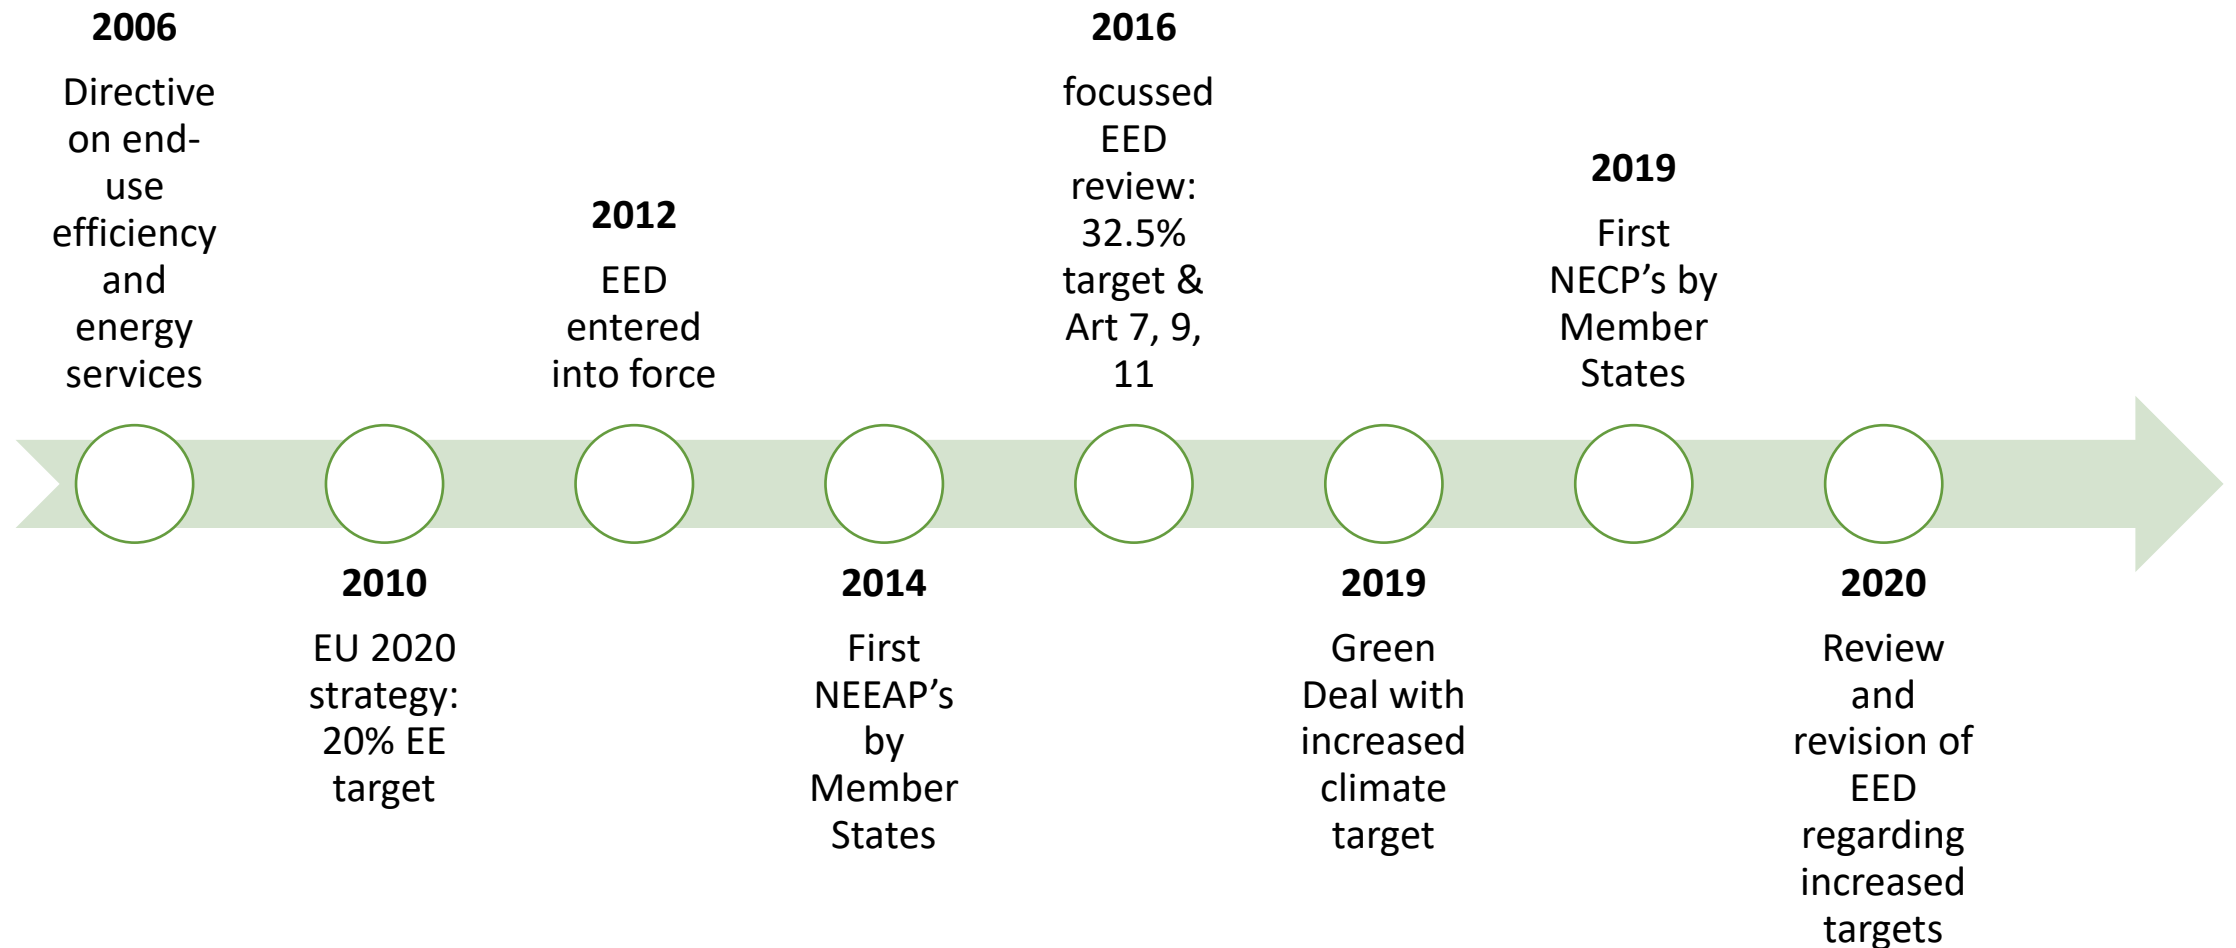 2006
Directive
on end-
use
efficiency
and
energy
services
2010
EU 2020
strategy:
20% EE
target
2012
EED
entered
into force
2014
First
NEEAP’s
by
Member
States
2016
focussed
EED
review:
32.5%
target &
Art 7, 9,
11
2019
Green
Deal with
increased
climate
target
2019
First
NECP’s by
Member
States
2020
Review
and
revision of
EED
regarding
increased
targets